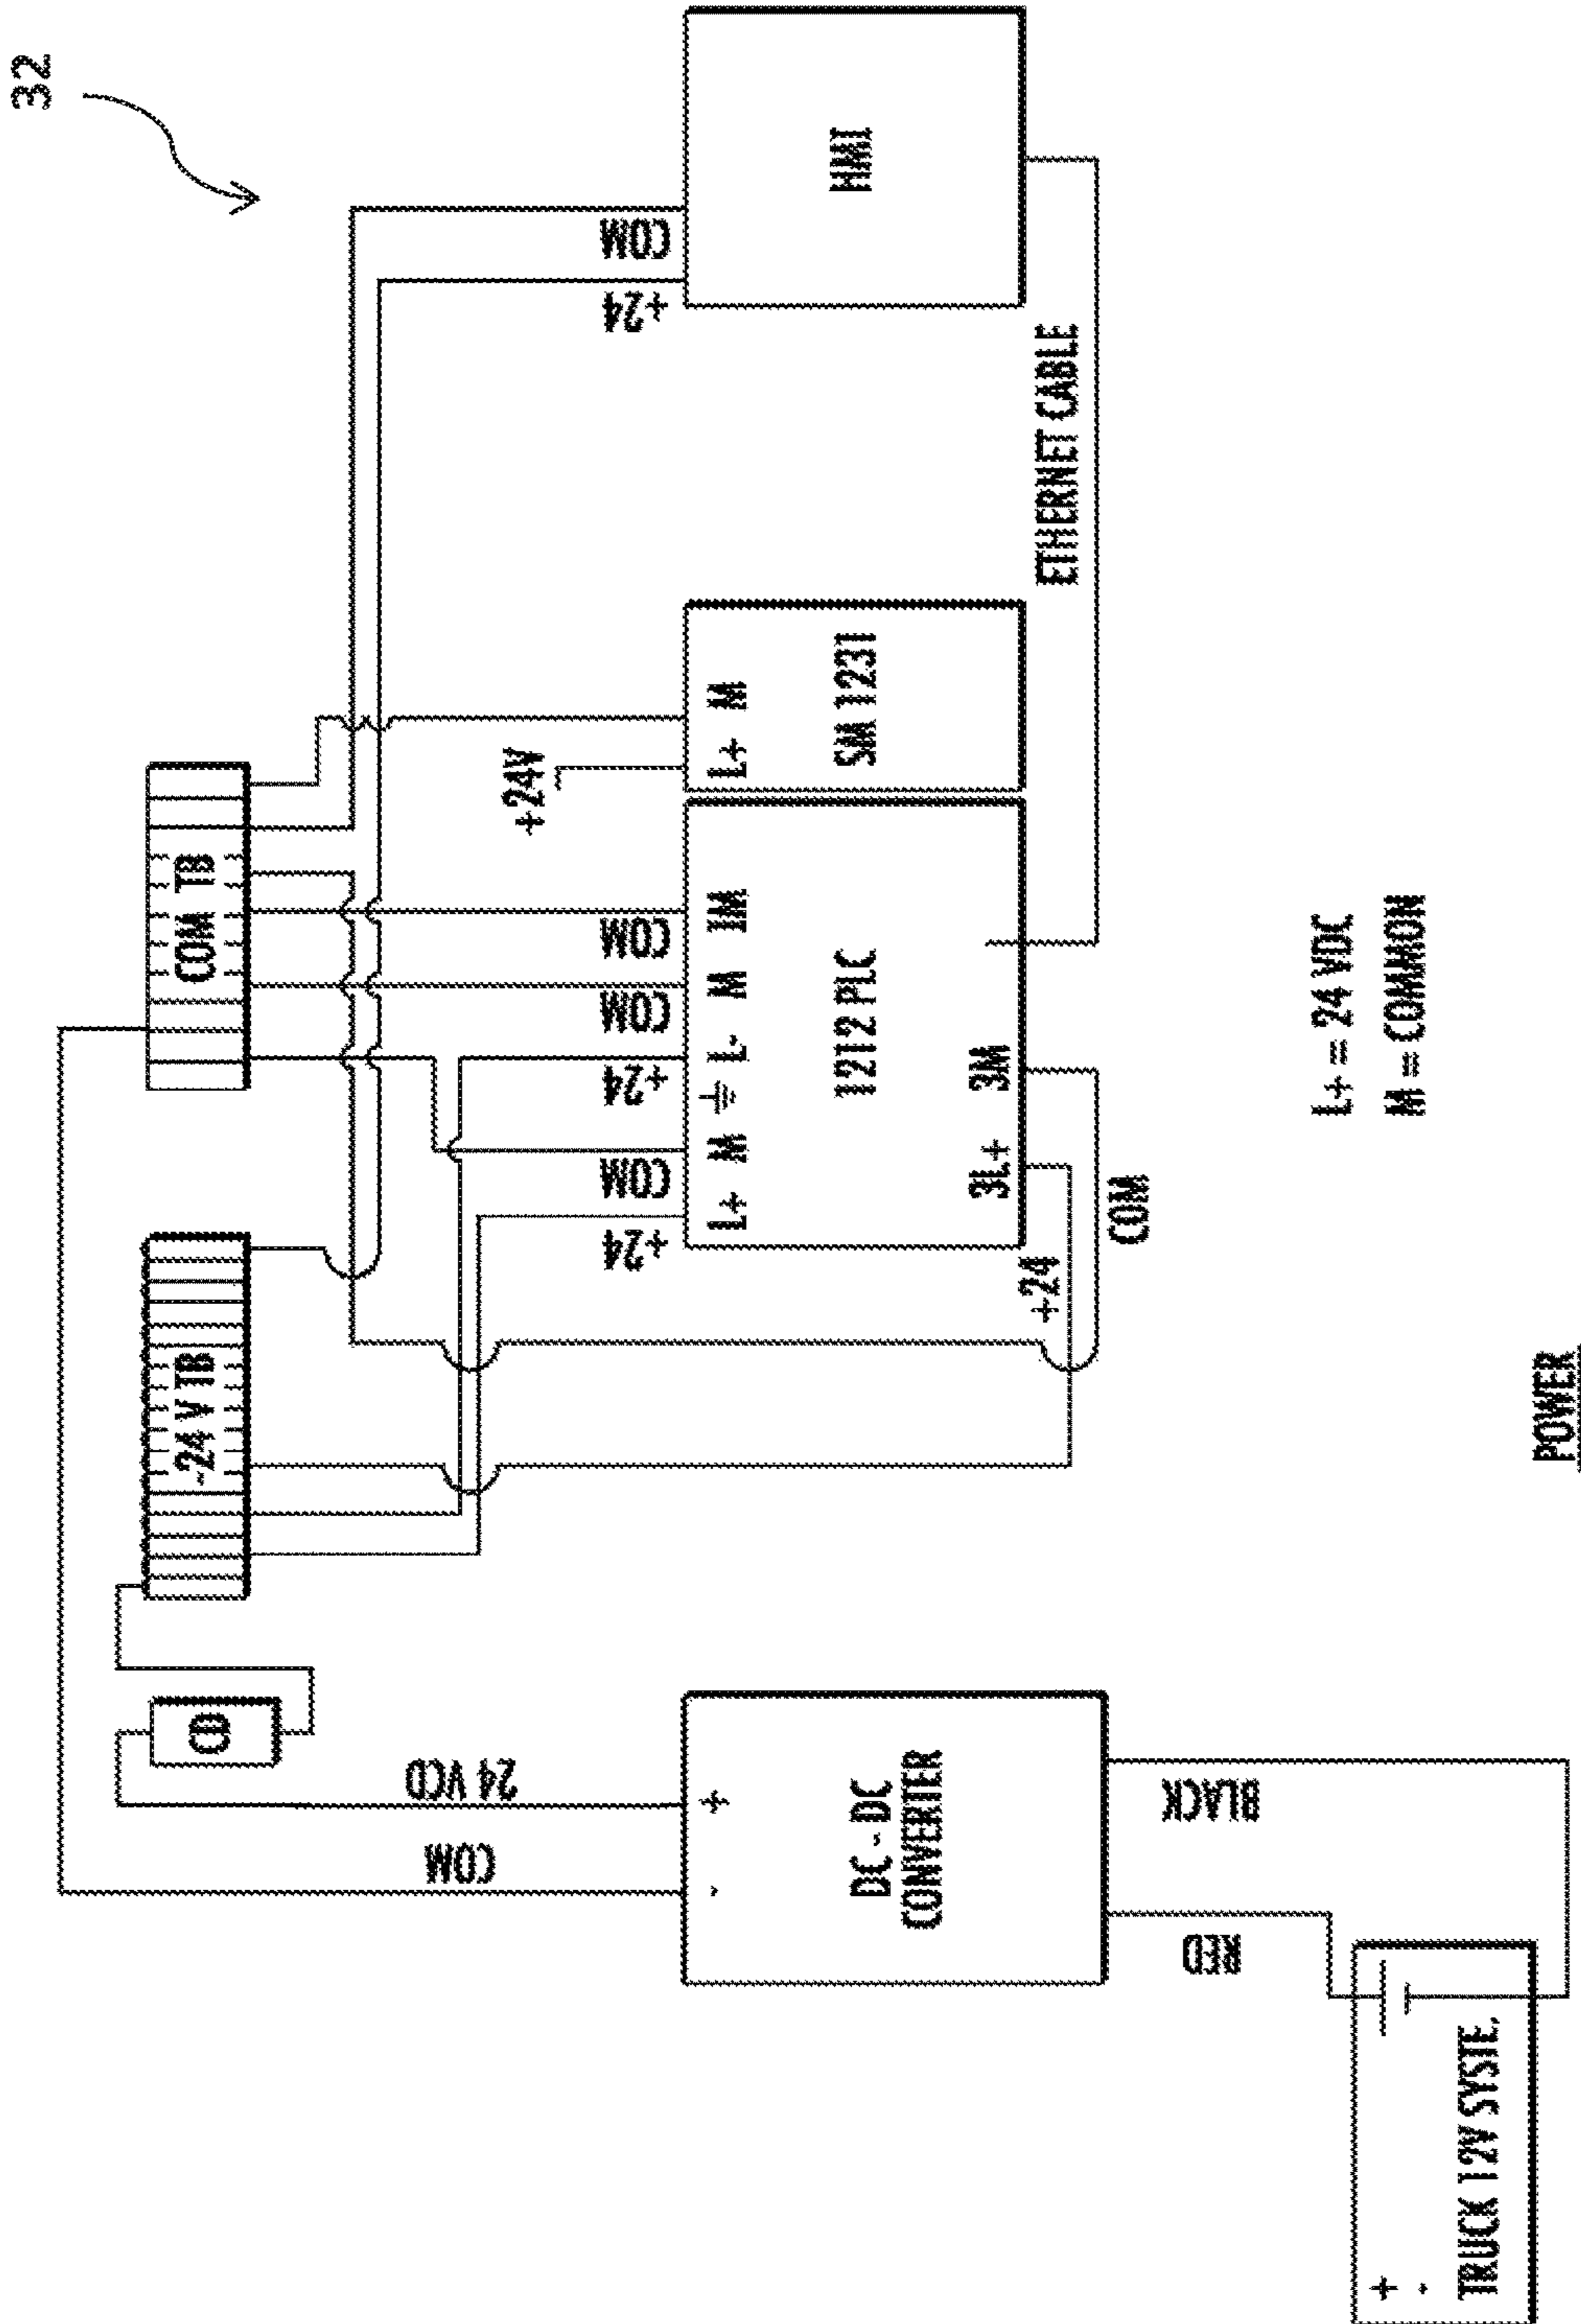 32
-24 V TB
COM TB
CD
COM
24 VCD
+24
COM
+24
COM
COM
+24V
+24
COM
-
+
DC - DC
CONVERTER
L+ M L- M 1M
1212 PLC
3L+ 3M
L+ M
SM 1231
HMI
RED
BLACK
+24
COM
ETHERNET CABLE
+
-
TRUCK 12V SYSTE.
L+ = 24 VDC
M = COMMON
POWER